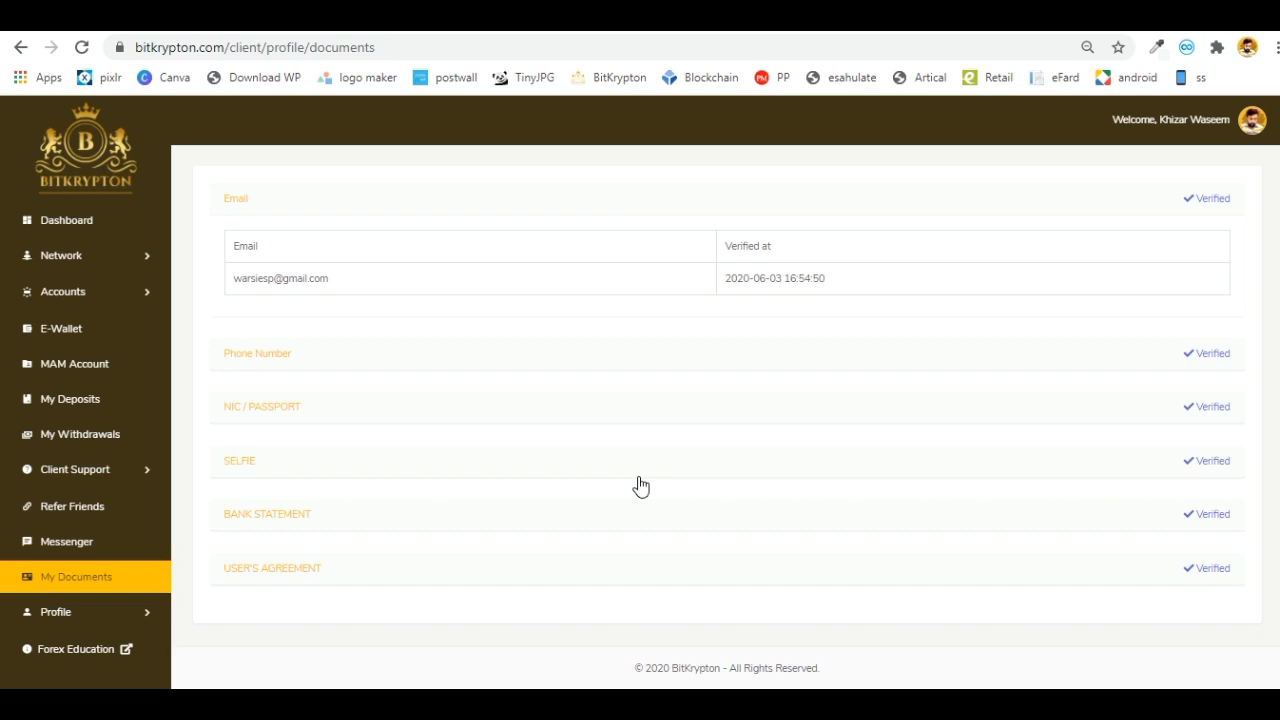 bitkrypton.com/client/profile/documents
Apps pixlr Canva Download WP logo maker postwall TinyJPG BitKrypton Blockchain PM PP esahulate Artical Retail eFard android ss
B
BITKRYPTON
Welcome, Khizar Waseem
Dashboard
Network
Accounts
E-Wallet
MAM Account
My Deposits
My Withdrawals
Client Support
Refer Friends
Messenger
My Documents
Profile
Forex Education
Email Verified
Email Verified at
warsiesp@gmail.com 2020-06-03 16:54:50
Phone Number Verified
NIC / PASSPORT Verified
SELFIE Verified
BANK STATEMENT Verified
USER'S AGREEMENT Verified
© 2020 BitKrypton - All Rights Reserved.